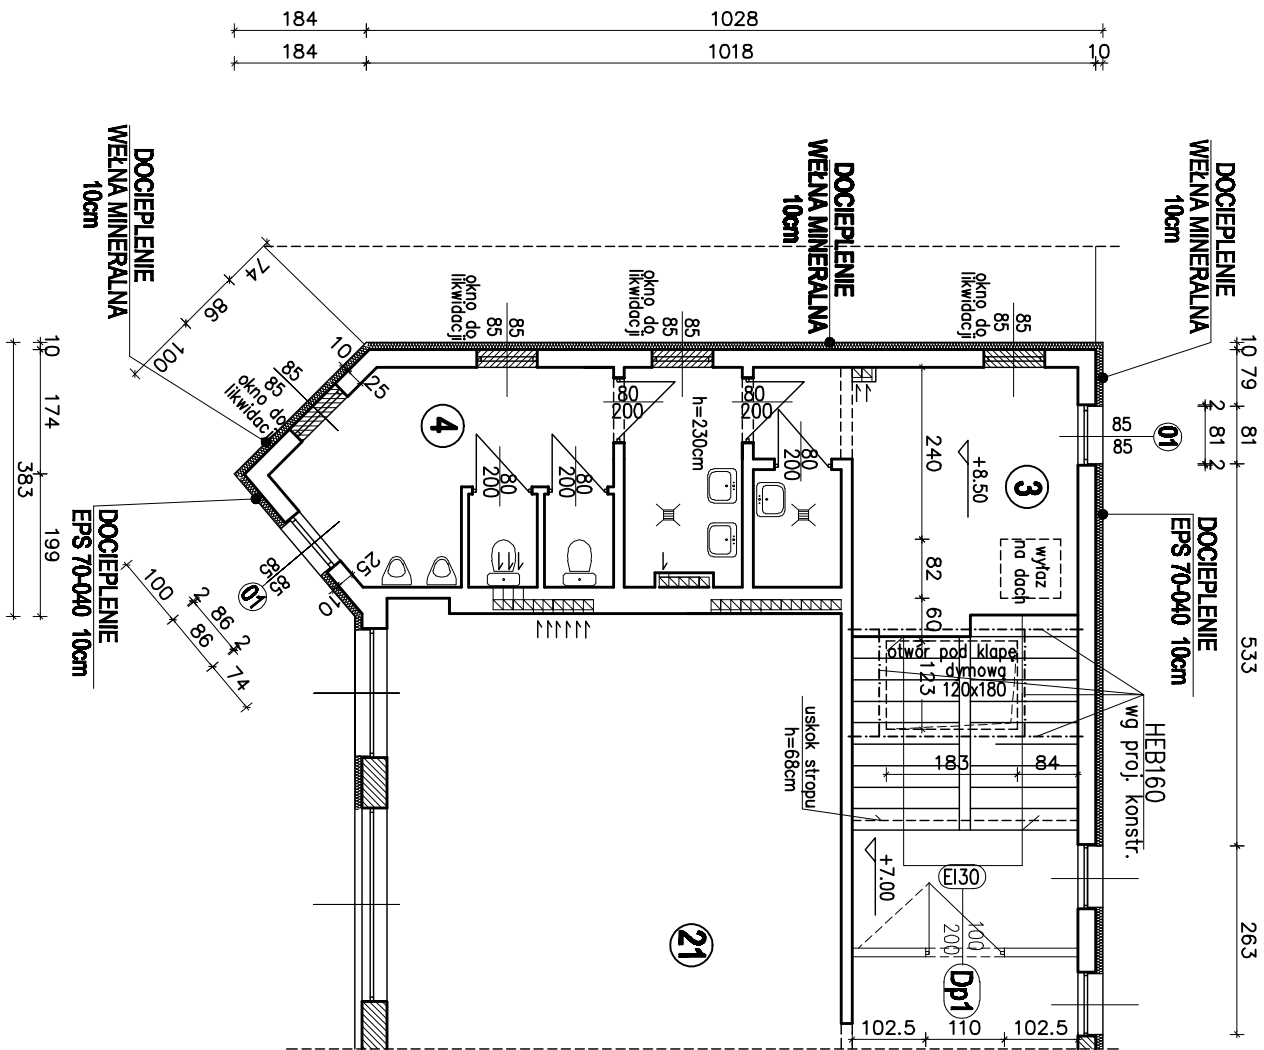 184
1028
184
1018
10
DOCIEPLENIE
WEŁNA MINERALNA
10cm
DOCIEPLENIE
WEŁNA MINERALNA
10cm
DOCIEPLENIE
WEŁNA MINERALNA
10cm
74
86
100
okno do
likwidacji
85
85
okno do
likwidacji
85
85
okno do
likwidacji
85
85
10
25
85
85
okno do
likwidacji
10
174
383
199
10
79
2
81
2
81
85
85
01
533
263
4
80
200
80
200
80
200
80
200
80
200
h=230cm
240
82
60
123
+8.50
3
wyłaz
na dach
DOCIEPLENIE
EPS 70-040 10cm
DOCIEPLENIE
EPS 70-040 10cm
85
85
01
25
10
100
86
74
2
86
2
otwór pod klapę
dymową
120x180
183
84
HEB160
wg proj. konstr.
uskok stropu
h=68cm
+7.00
EI30
100
200
Dp1
21
102.5
110
102.5